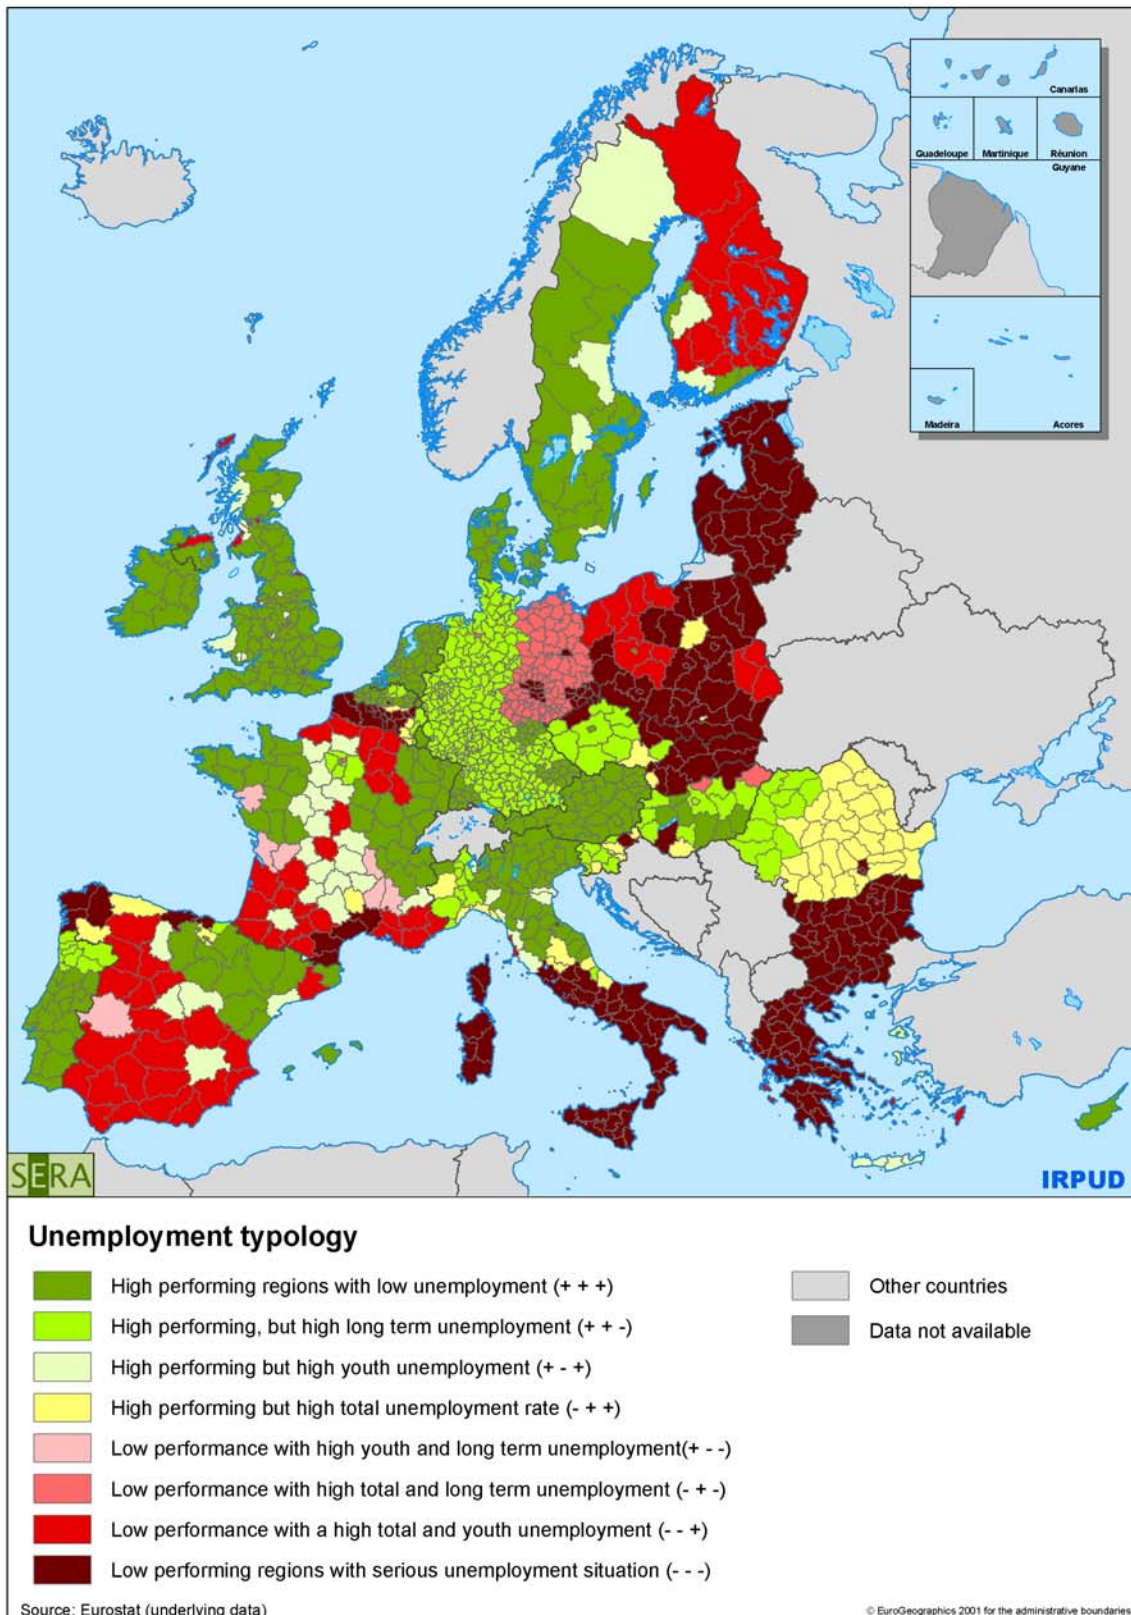 Canarias
Guadeloupe Martinique Réunion
Guyane
Madeira Acores
SERA
IRPUD
Unemployment typology
High performing regions with low unemployment (+ + +)
High performing, but high long term unemployment (+ + -)
High performing but high youth unemployment (+ - +)
High performing but high total unemployment rate (- + +)
Low performance with high youth and long term unemployment(+ - -)
Low performance with high total and long term unemployment (- + -)
Low performance with a high total and youth unemployment (- - +)
Low performing regions with serious unemployment situation (- - -)
Other countries
Data not available
Source: Eurostat (underlying data)
© EuroGeographics 2001 for the administrative boundaries